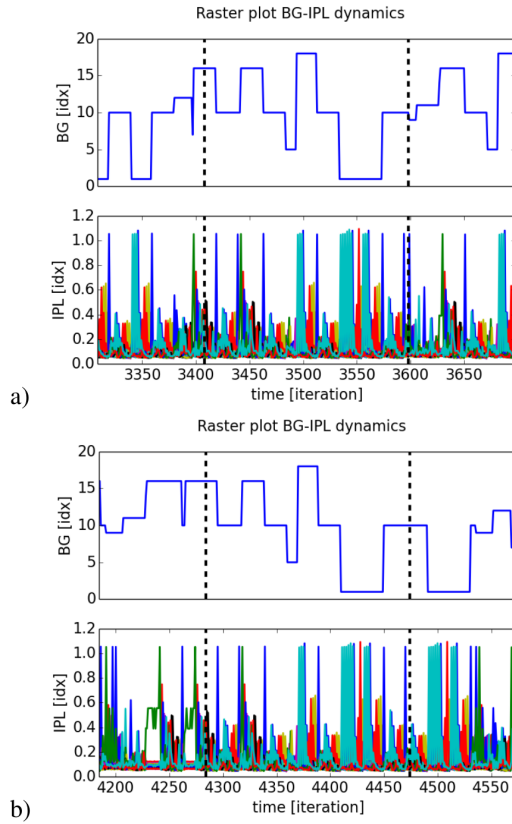 Raster plot BG-IPL dynamics
20
15
10
5
0
BG [idx]
1.2
1.0
0.8
0.6
0.4
0.2
0.0
IPL [idx]
3350 3400 3450 3500 3550 3600 3650
time [iteration]
a)
Raster plot BG-IPL dynamics
20
15
10
5
0
BG [idx]
1.2
1.0
0.8
0.6
0.4
0.2
0.0
IPL [idx]
4200 4250 4300 4350 4400 4450 4500 4550
time [iteration]
b)